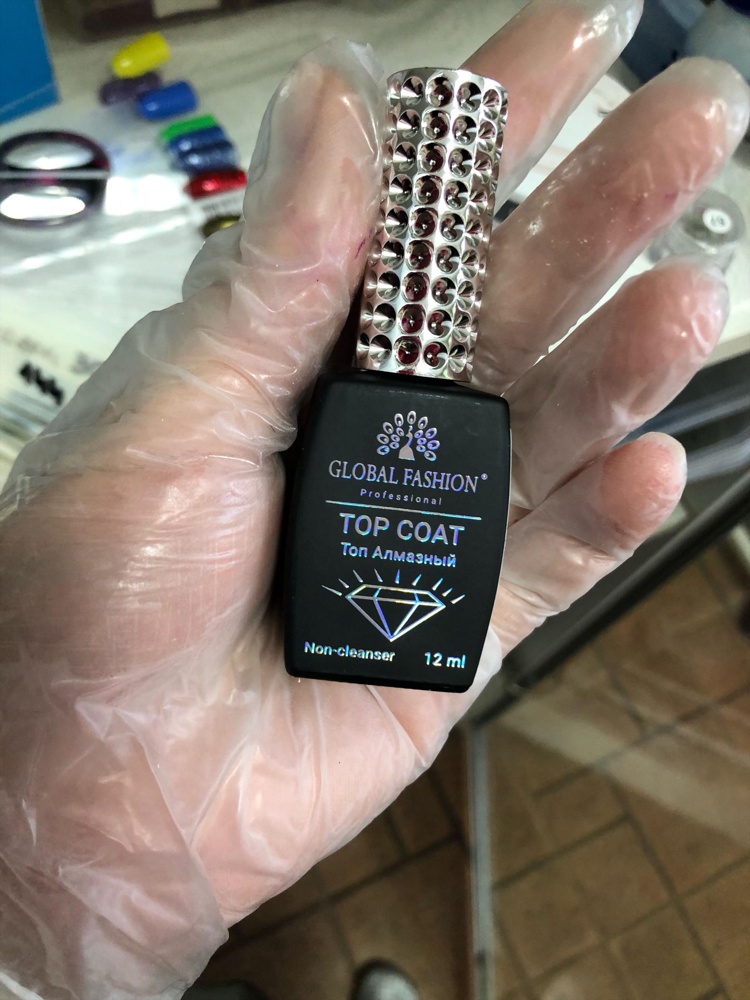 GLOBAL FASHION®
Professional
TOP COAT
Топ Алмазный
Non-cleanser
12 ml